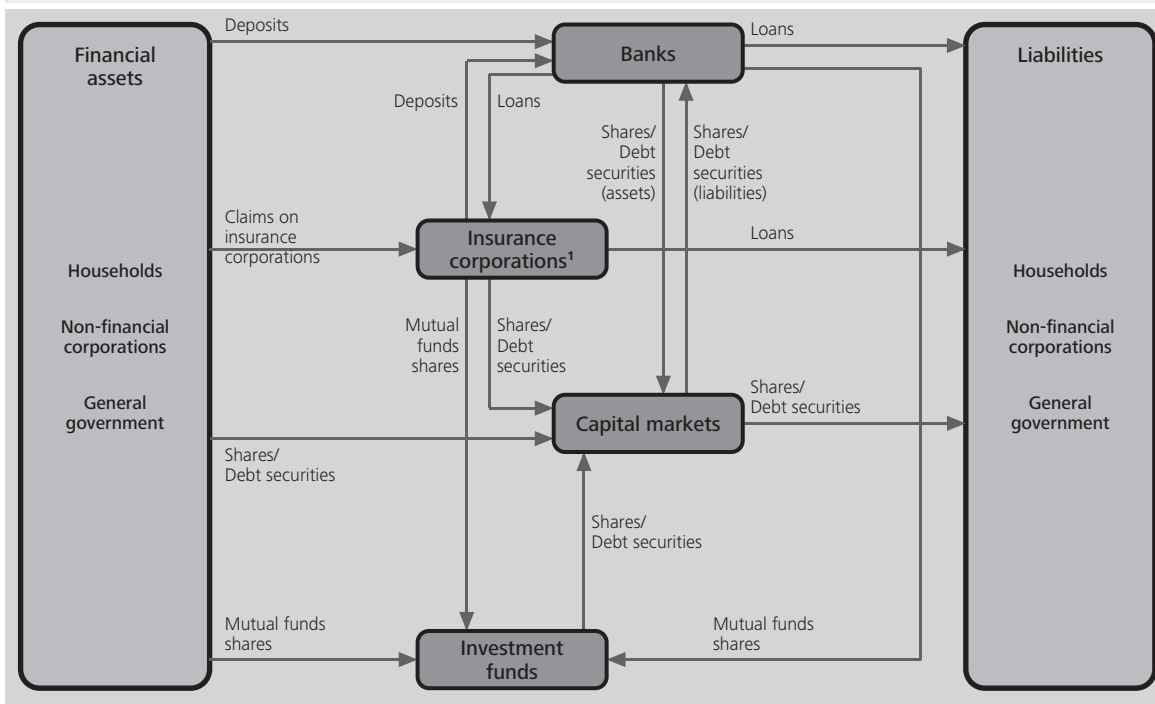 Deposits
Financial
assets
Banks
Loans
Liabilities
Deposits
Loans
Shares/
Debt
securities
(assets)
Shares/
Debt
securities
(liabilities)
Claims on
insurance
corporations
Insurance
corporations¹
Loans
Households
Non-financial
corporations
General
government
Households
Non-financial
corporations
General
government
Mutual
funds
shares
Shares/
Debt
securities
Capital markets
Shares/
Debt securities
Shares/
Debt securities
Shares/
Debt securities
Mutual funds
shares
Investment
funds
Mutual funds
shares